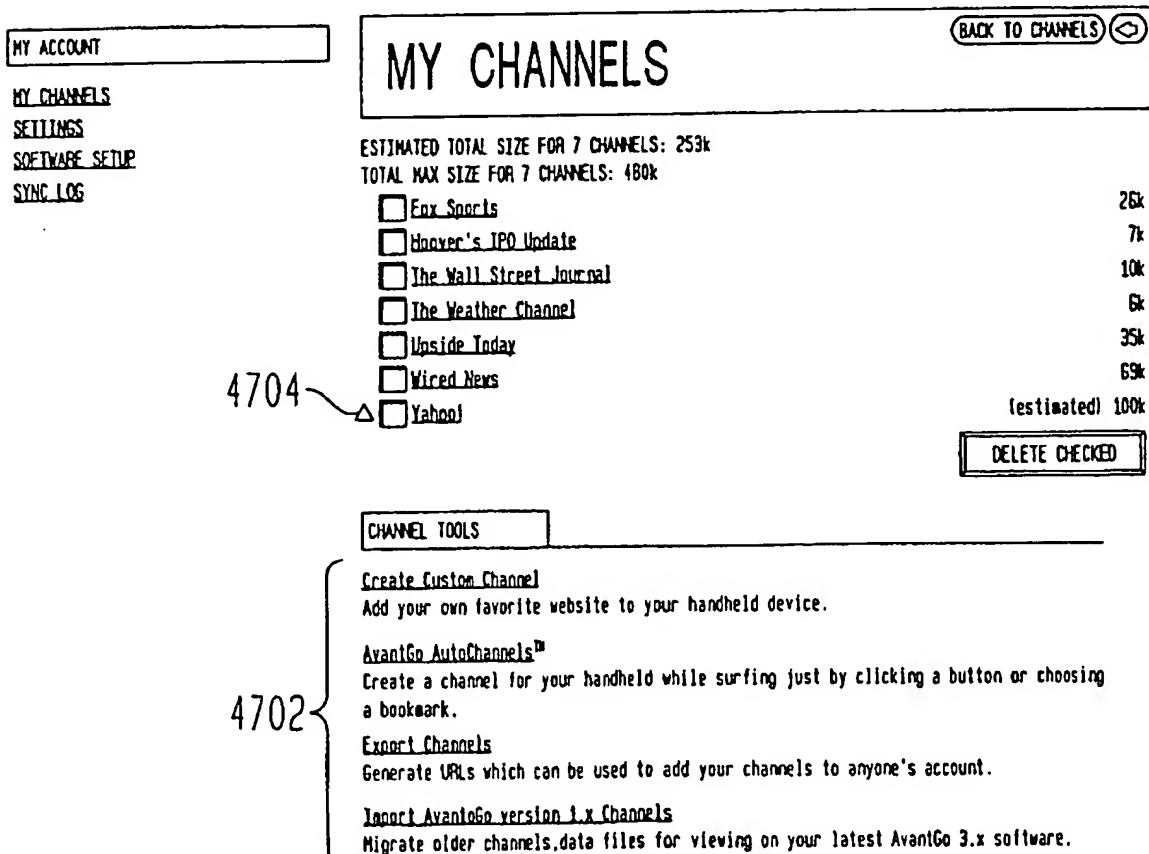 MY ACCOUNT
MY CHANNELS
SETTINGS
SOFTWARE SETUP
SYNC LOG
MY CHANNELS
BACK TO CHANNELS
ESTIMATED TOTAL SIZE FOR 7 CHANNELS: 253k
TOTAL MAX SIZE FOR 7 CHANNELS: 480k
Fox Sports 26k
Hoover's IPO Update 7k
The Wall Street Journal 10k
The Weather Channel 6k
Upside Today 35k
Wired News 69k
4704 Yahoo! (estimated) 100k
DELETE CHECKED
CHANNEL TOOLS
4702
Create Custom Channel
Add your own favorite website to your handheld device.
AvantGo AutoChannels™
Create a channel for your handheld while surfing just by clicking a button or choosing
a bookmark.
Export Channels
Generate URLs which can be used to add your channels to anyone's account.
Import AvantoGo version 1.x Channels
Migrate older channels,data files for viewing on your latest AvantGo 3.x software.